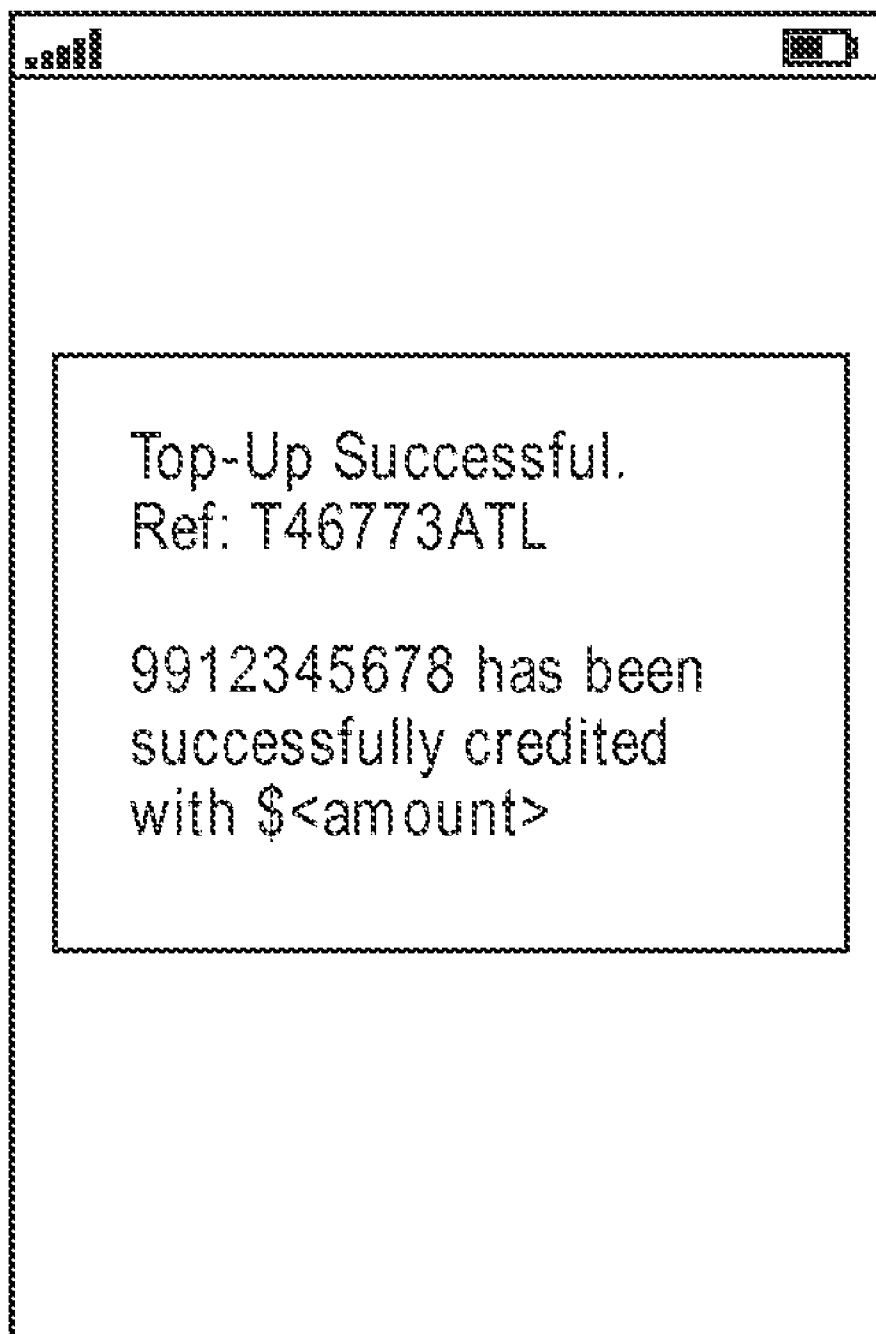 Top-Up Successful.
Ref: T46773ATL
9912345678 has been
successfully credited
with $<amount>